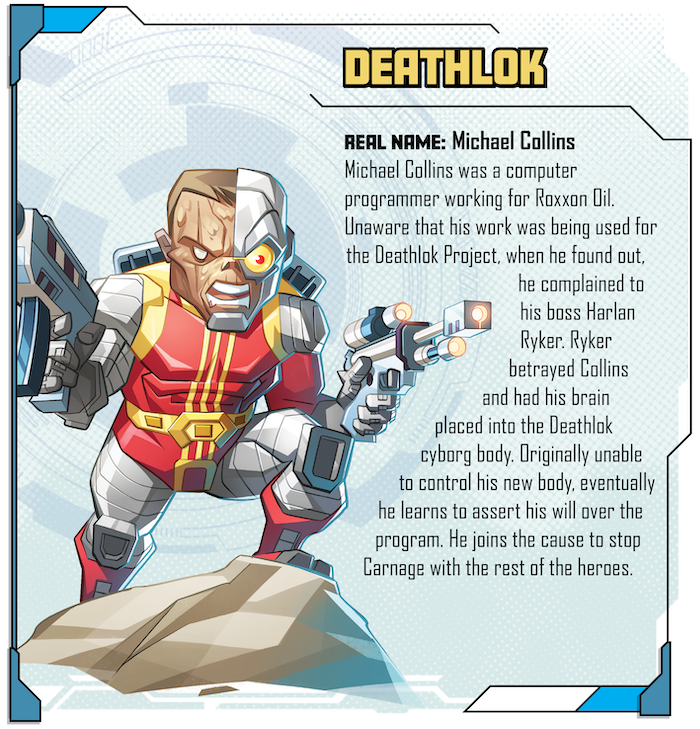 DEATHLOK
REAL NAME: Michael Collins
Michael Collins was a computer
programmer working for Roxxon Oil.
Unaware that his work was being used for
the Deathlok Project, when he found out,
he complained to
his boss Harlan
Ryker. Ryker
betrayed Collins
and had his brain
placed into the Deathlok
cyborg body. Originally unable
to control his new body, eventually
he learns to assert his will over the
program. He joins the cause to stop
Carnage with the rest of the heroes.